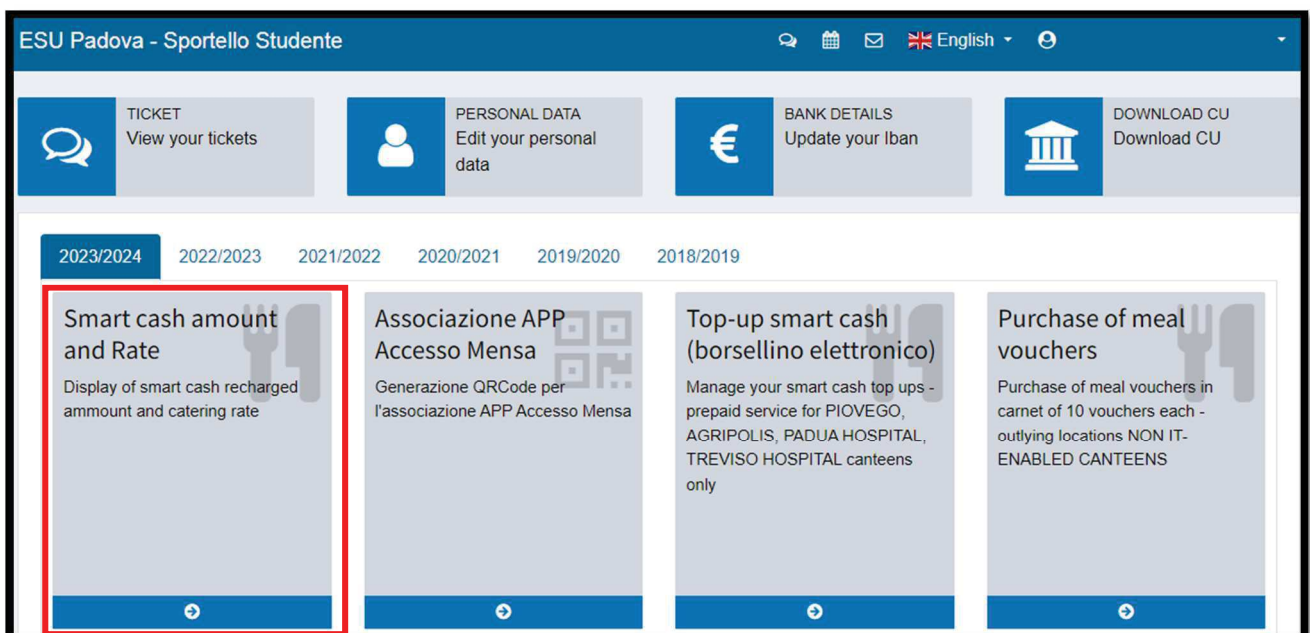 ESU Padova - Sportello Studente
English
TICKET
View your tickets
PERSONAL DATA
Edit your personal
data
BANK DETAILS
Update your Iban
DOWNLOAD CU
Download CU
2023/2024
2022/2023
2021/2022
2020/2021
2019/2020
2018/2019
Smart cash amount
and Rate
Display of smart cash recharged
ammount and catering rate
Associazione APP
Accesso Mensa
Generazione QRCode per
l'associazione APP Accesso Mensa
Top-up smart cash
(borsellino elettronico)
Manage your smart cash top ups -
prepaid service for PIOVEGO,
AGRIPOLIS, PADUA HOSPITAL,
TREVISO HOSPITAL canteens
only
Purchase of meal
vouchers
Purchase of meal vouchers in
carnet of 10 vouchers each -
outlying locations NON IT-
ENABLED CANTEENS